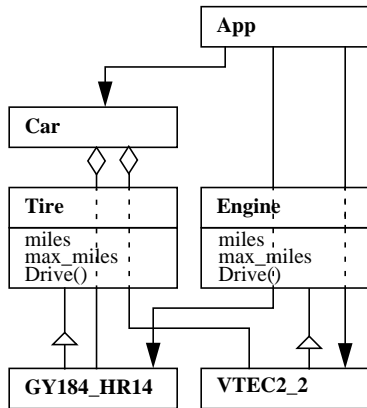 App
Car
Tire
miles
max_miles
Drive()
Engine
miles
max_miles
Drive()
GY184_HR14
VTEC2_2